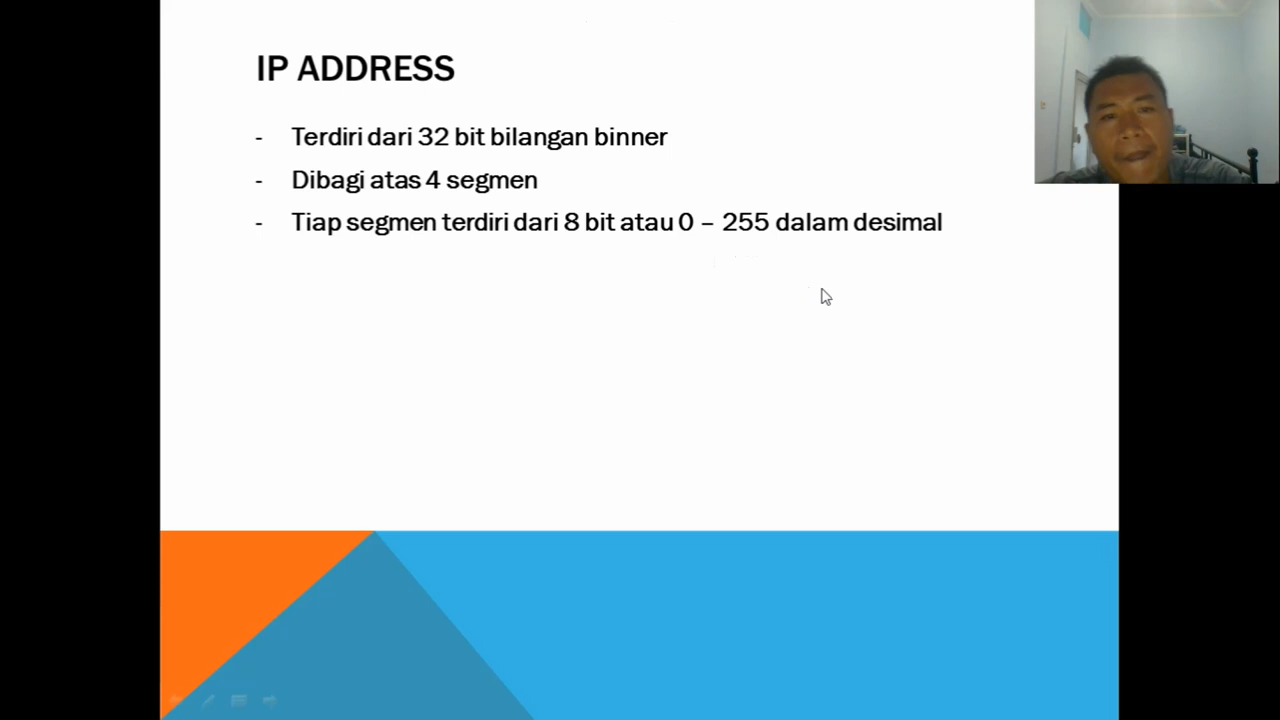 IP ADDRESS
- Terdiri dari 32 bit bilangan binner
- Dibagi atas 4 segmen
- Tiap segmen terdiri dari 8 bit atau 0 – 255 dalam desimal